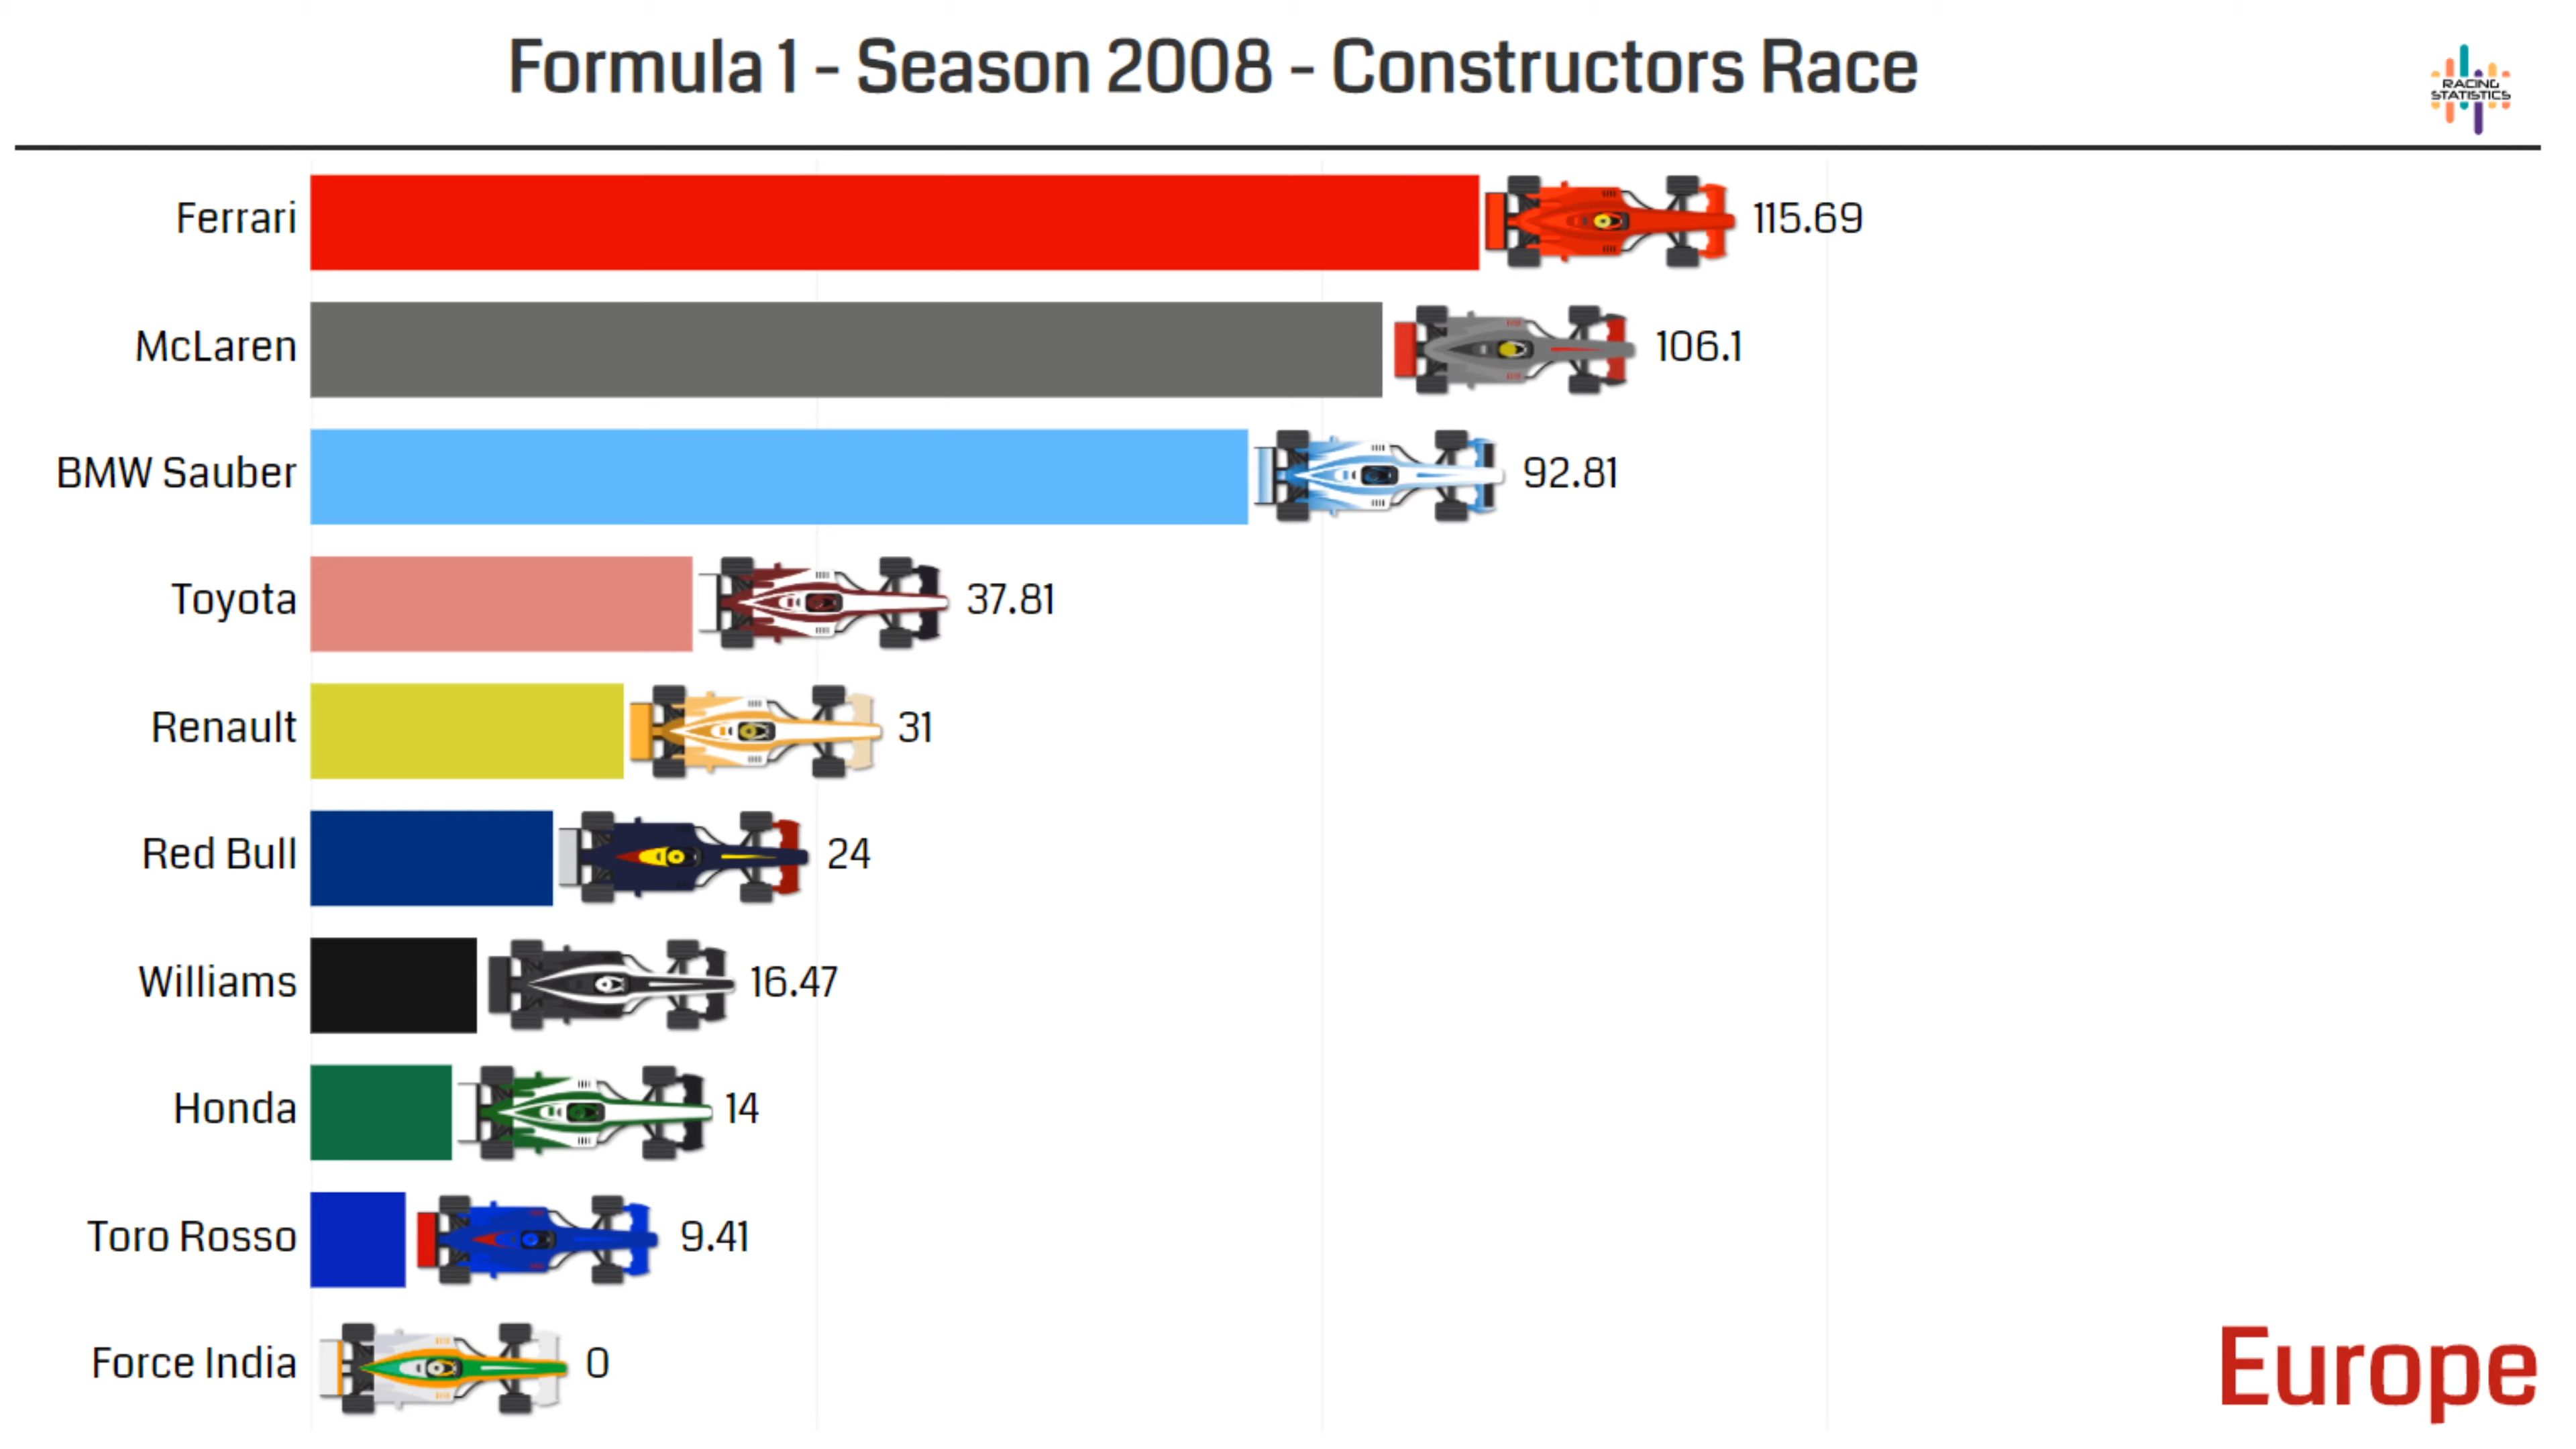 Formula 1 - Season 2008 - Constructors Race
RACING
STATISTICS
Ferrari 115.69
McLaren 106.1
BMW Sauber 92.81
Toyota 37.81
Renault 31
Red Bull 24
Williams 16.47
Honda 14
Toro Rosso 9.41
Force India 0
Europe